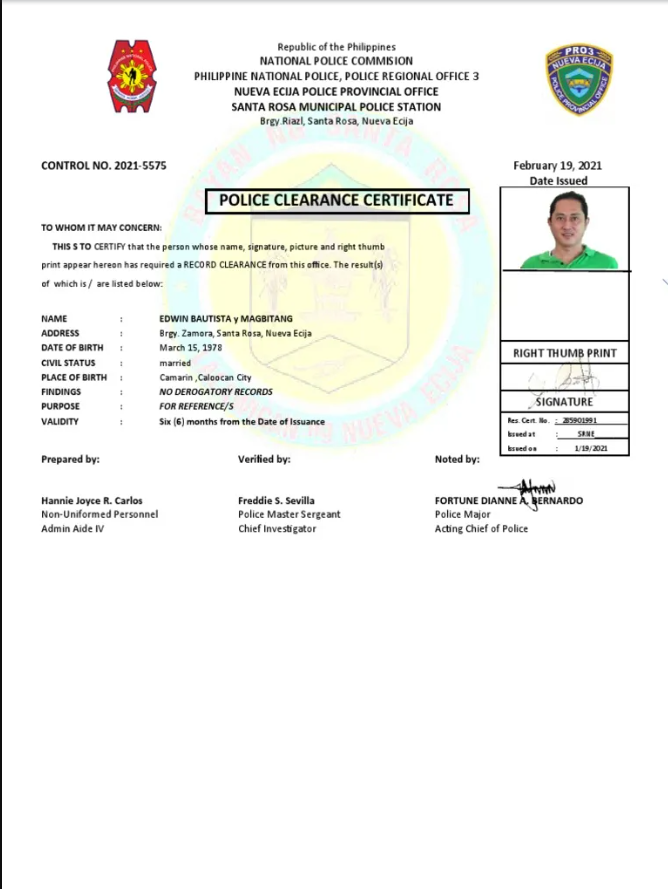 Republic of the Philippines
NATIONAL POLICE COMMISION
PHILIPPINE NATIONAL POLICE, POLICE REGIONAL OFFICE 3
NUEVA ECIJA POLICE PROVINCIAL OFFICE
SANTA ROSA MUNICIPAL POLICE STATION
Brgy.Riazl, Santa Rosa, Nueva Ecija
PRO3
NUEVA ECIJA
POLICE PROVINCIAL OFFICE
BAYAN NG SANTA ROSA
NUEVA ECIJA
CONTROL NO. 2021-5575
February 19, 2021
Date Issued
POLICE CLEARANCE CERTIFICATE
TO WHOM IT MAY CONCERN:
THIS S TO CERTIFY that the person whose name, signature, picture and right thumb
print appear hereon has required a RECORD CLEARANCE from this office. The result(s)
of which is / are listed below:
NAME : EDWIN BAUTISTA y MAGBITANG
ADDRESS : Brgy. Zamora, Santa Rosa, Nueva Ecija
DATE OF BIRTH : March 15, 1978
CIVIL STATUS : married
PLACE OF BIRTH : Camarin ,Caloocan City
FINDINGS : NO DEROGATORY RECORDS
PURPOSE : FOR REFERENCE/S
VALIDITY : Six (6) months from the Date of Issuance
RIGHT THUMB PRINT
SIGNATURE
Res. Cert. No. : 285901991
Issued at : SRNE
Issued on : 1/19/2021
Prepared by: Verified by: Noted by:
Hannie Joyce R. Carlos Freddie S. Sevilla FORTUNE DIANNE A. BERNARDO
Non-Uniformed Personnel Police Master Sergeant Police Major
Admin Aide IV Chief Investigator Acting Chief of Police